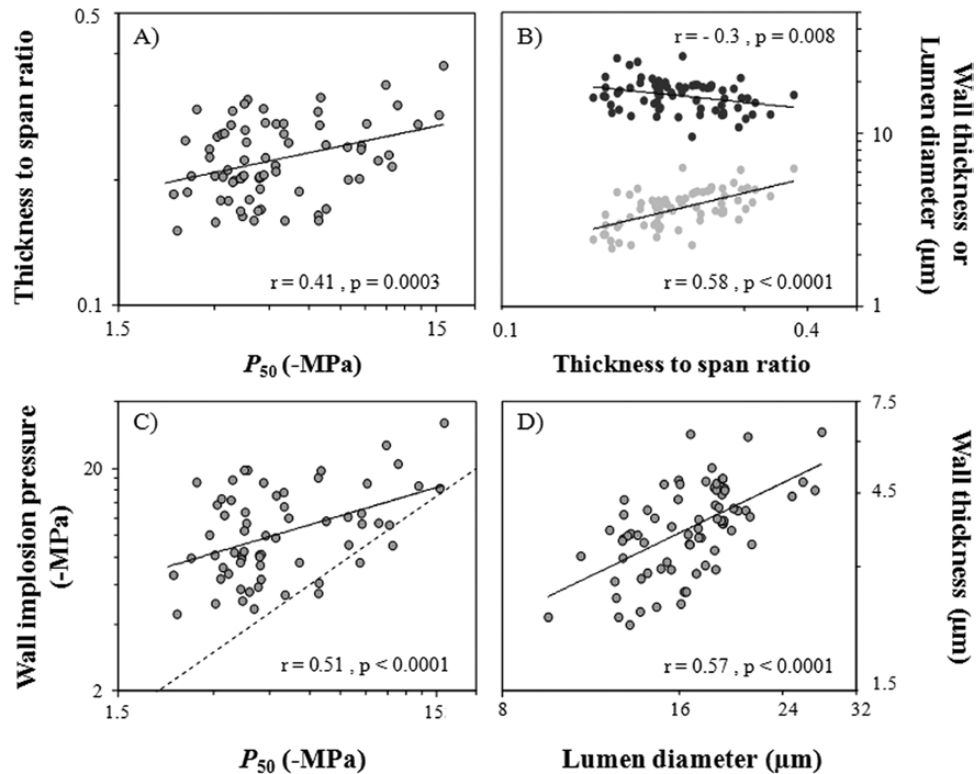 0.5
A)
Thickness to span ratio
r = 0.41 , p = 0.0003
0.1
1.5
15
P50 (-MPa)
B)
r = - 0.3 , p = 0.008
Wall thickness or
Lumen diameter (µm)
10
r = 0.58 , p < 0.0001
1
0.1
0.4
Thickness to span ratio
C)
20
Wall implosion pressure
(-MPa)
r = 0.51 , p < 0.0001
2
1.5
15
P50 (-MPa)
D)
7.5
4.5
Wall thickness (µm)
r = 0.57 , p < 0.0001
1.5
8
16
24
32
Lumen diameter (µm)